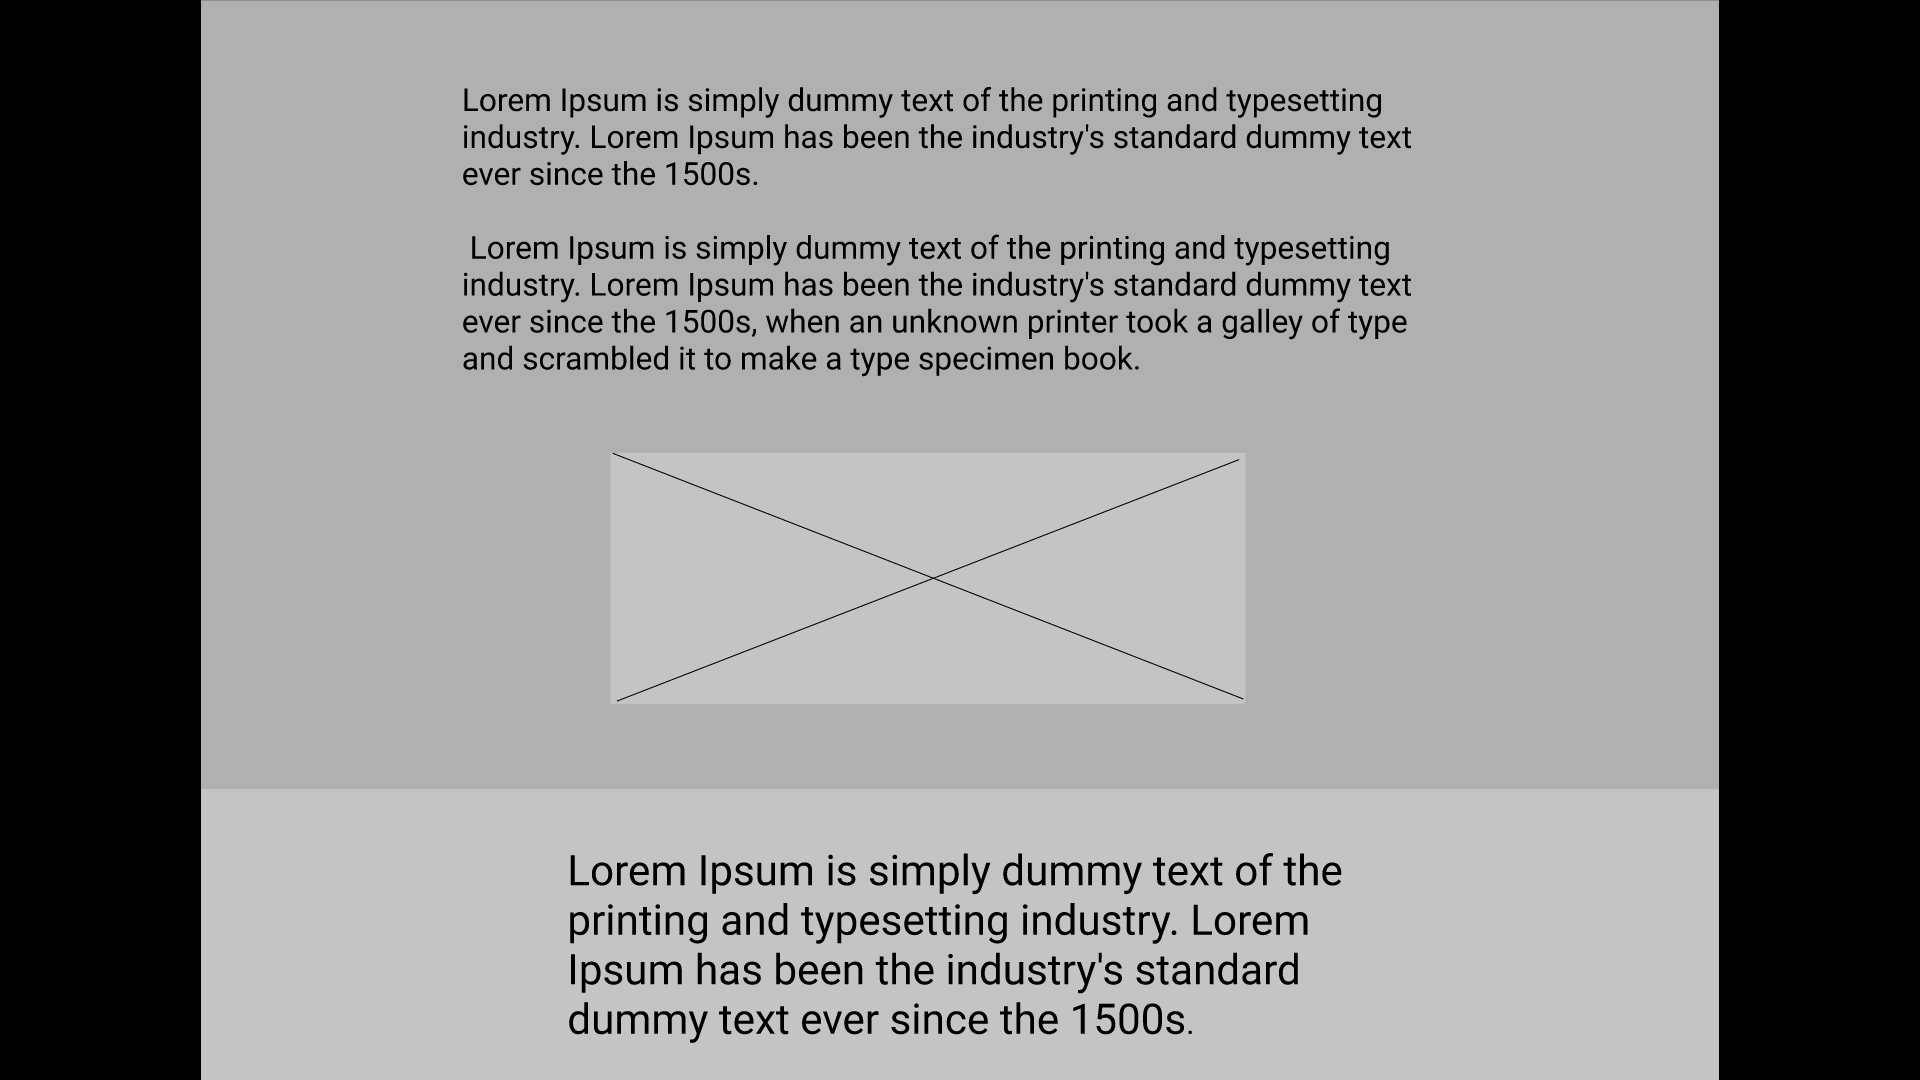 Lorem Ipsum is simply dummy text of the printing and typesetting
industry. Lorem Ipsum has been the industry's standard dummy text
ever since the 1500s.
Lorem Ipsum is simply dummy text of the printing and typesetting
industry. Lorem Ipsum has been the industry's standard dummy text
ever since the 1500s, when an unknown printer took a galley of type
and scrambled it to make a type specimen book.
Lorem Ipsum is simply dummy text of the
printing and typesetting industry. Lorem
Ipsum has been the industry's standard
dummy text ever since the 1500s.